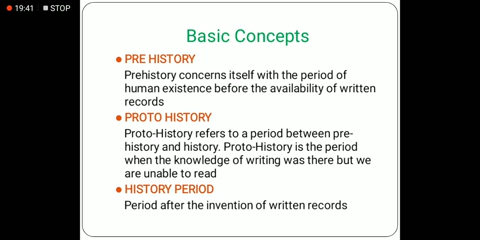 19:41 STOP
Basic Concepts
PRE HISTORY
Prehistory concerns itself with the period of
human existence before the availability of written
records
PROTO HISTORY
Proto-History refers to a period between pre-
history and history. Proto-History is the period
when the knowledge of writing was there but we
are unable to read
HISTORY PERIOD
Period after the invention of written records